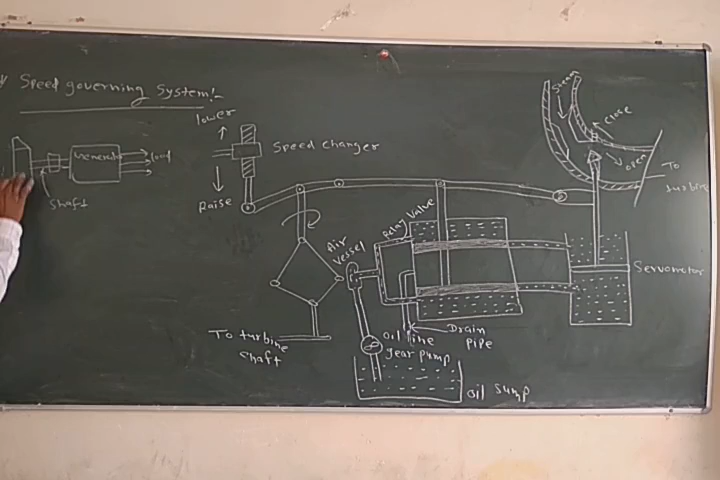 Speed governing System:-
lower
Speed changer
Raise
Generator
load
Shaft
Steam
close
open
To
turbine
Relay Valve
Air
vessel
Servomotor
To turbine
shaft
Oil line
gear pump
Drain
pipe
Oil Sump